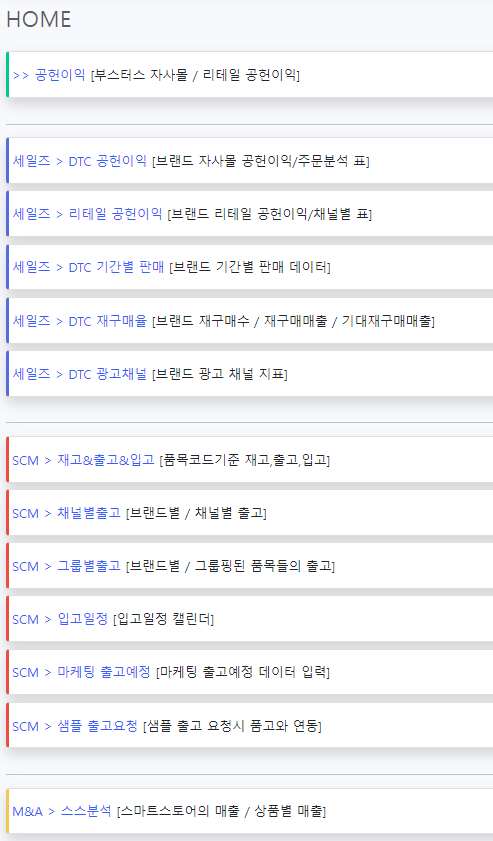 HOME
>> 공헌이익 [부스터스 자사몰 / 리테일 공헌이익]
세일즈 > DTC 공헌이익 [브랜드 자사몰 공헌이익/주문분석 표]
세일즈 > 리테일 공헌이익 [브랜드 리테일 공헌이익/채널별 표]
세일즈 > DTC 기간별 판매 [브랜드 기간별 판매 데이터]
세일즈 > DTC 재구매율 [브랜드 재구매수 / 재구매매출 / 기대재구매매출]
세일즈 > DTC 광고채널 [브랜드 광고 채널 지표]
SCM > 재고&출고&입고 [품목코드기준 재고,출고,입고]
SCM > 채널별출고 [브랜드별 / 채널별 출고]
SCM > 그룹별출고 [브랜드별 / 그룹핑된 품목들의 출고]
SCM > 입고일정 [입고일정 캘린더]
SCM > 마케팅 출고예정 [마케팅 출고예정 데이터 입력]
SCM > 샘플 출고요청 [샘플 출고 요청시 품고와 연동]
M&A > 스스분석 [스마트스토어의 매출 / 상품별 매출]